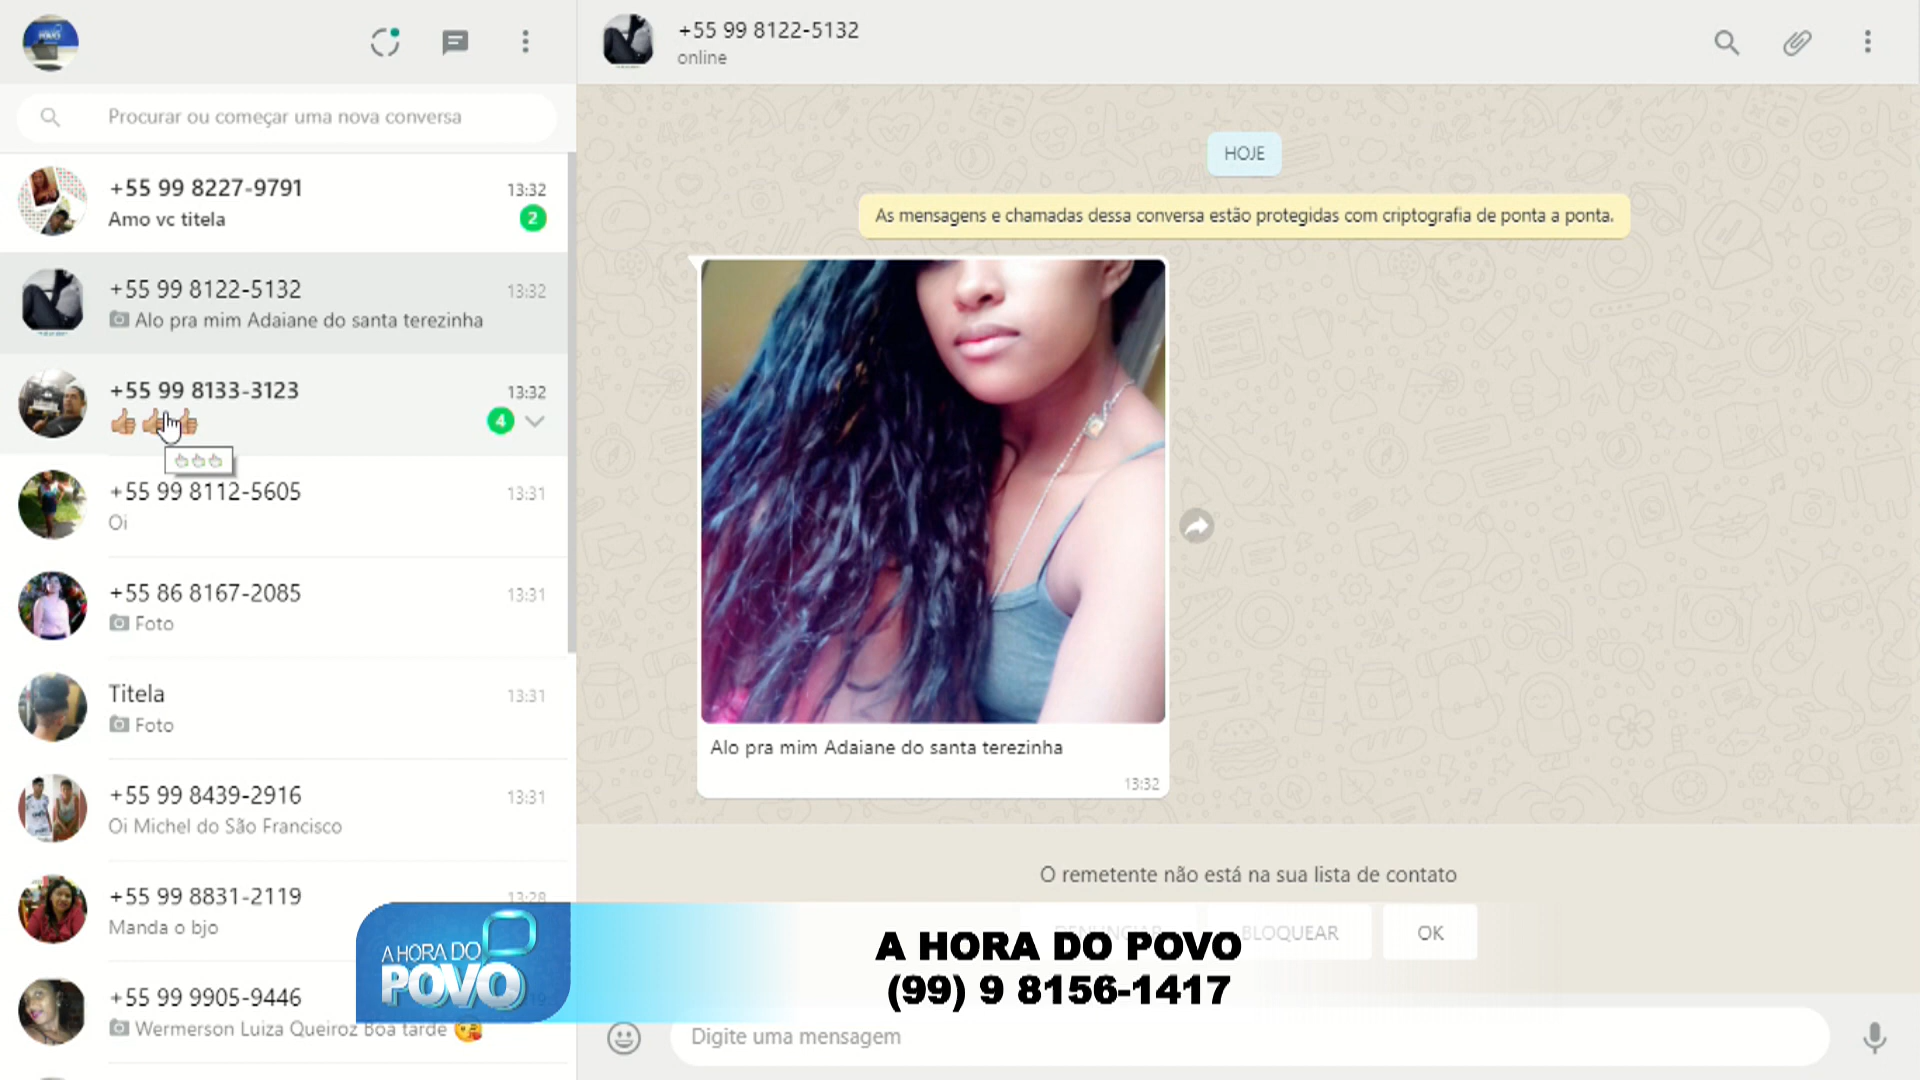 Procurar ou começar uma nova conversa
+55 99 8227-9791
13:32
Amo vc titela
2
+55 99 8122-5132
13:32
Alo pra mim Adaiane do santa terezinha
+55 99 8133-3123
13:32
4
+55 99 8112-5605
13:31
Oi
+55 86 8167-2085
13:31
Foto
Titela
13:31
Foto
+55 99 8439-2916
13:31
Oi Michel do São Francisco
+55 99 8831-2119
13:28
Manda o bjo
+55 99 9905-9446
Wermerson Luiza Queiroz Boa tarde
+55 99 8122-5132
online
HOJE
As mensagens e chamadas dessa conversa estão protegidas com criptografia de ponta a ponta.
Alo pra mim Adaiane do santa terezinha
13:32
O remetente não está na sua lista de contato
DENUNCIAR
BLOQUEAR
OK
A HORA DO
POVO
A HORA DO POVO
(99) 9 8156-1417
Digite uma mensagem